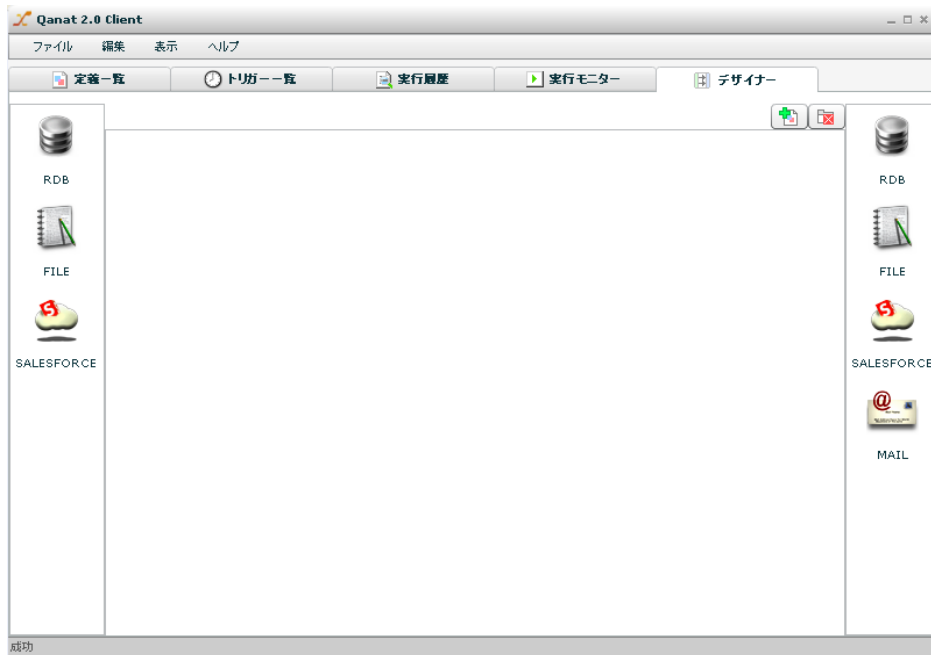 Qanat 2.0 Client
ファイル 編集 表示 ヘルプ
定義一覧 トリガー一覧 実行履歴 実行モニター デザイナー
RDB
FILE
SALESFORCE
RDB
FILE
SALESFORCE
MAIL
成功